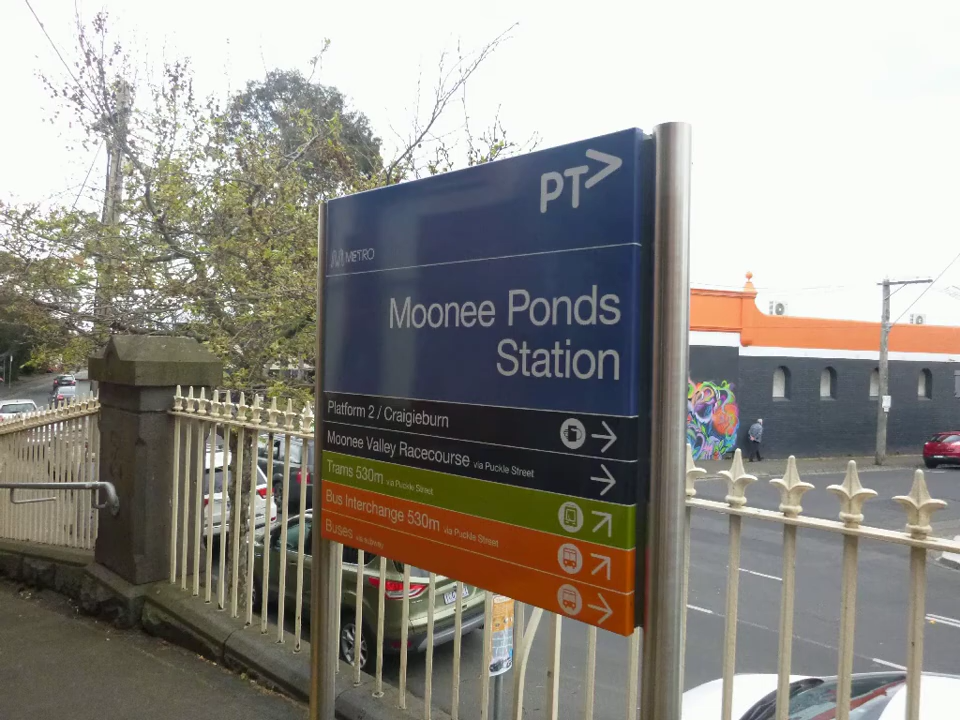 PT>
METRO
Moonee Ponds
Station
Platform 2 / Craigieburn
Moonee Valley Racecourse via Puckle Street
Trams 530m via Puckle Street
Bus Interchange 530m via Puckle Street
Buses via